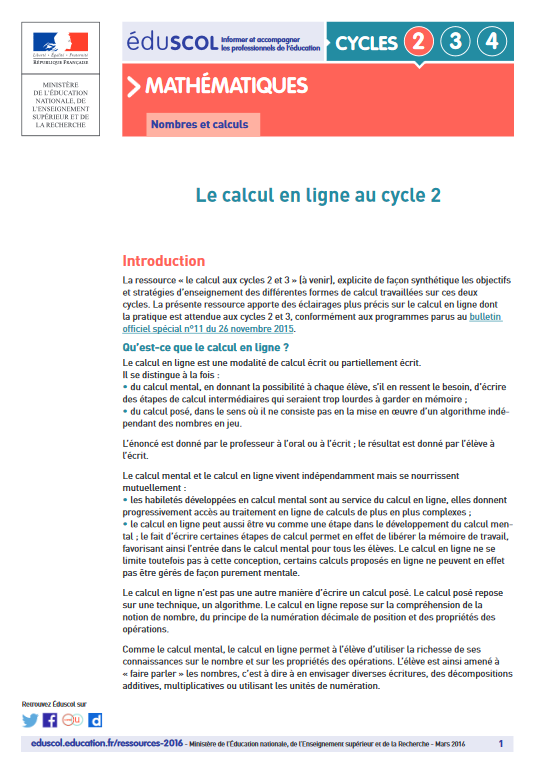 Liberté • Égalité • Fraternité
RÉPUBLIQUE FRANÇAISE
MINISTÈRE
DE L'ÉDUCATION
NATIONALE, DE
L'ENSEIGNEMENT
SUPÉRIEUR ET DE
LA RECHERCHE
éduSCOL
Informer et accompagner
les professionnels de l'éducation
CYCLES 2 3 4
MATHÉMATIQUES
Nombres et calculs
Le calcul en ligne au cycle 2
Introduction
La ressource « le calcul aux cycles 2 et 3 » (à venir), explicite de façon synthétique les objectifs
et stratégies d'enseignement des différentes formes de calcul travaillées sur ces deux
cycles. La présente ressource apporte des éclairages plus précis sur le calcul en ligne dont
la pratique est attendue aux cycles 2 et 3, conformément aux programmes parus au bulletin
officiel spécial n°11 du 26 novembre 2015.
Qu'est-ce que le calcul en ligne ?
Le calcul en ligne est une modalité de calcul écrit ou partiellement écrit.
Il se distingue à la fois :
• du calcul mental, en donnant la possibilité à chaque élève, s'il en ressent le besoin, d'écrire
des étapes de calcul intermédiaires qui seraient trop lourdes à garder en mémoire ;
• du calcul posé, dans le sens où il ne consiste pas en la mise en œuvre d'un algorithme indé-
pendant des nombres en jeu.
L'énoncé est donné par le professeur à l'oral ou à l'écrit ; le résultat est donné par l'élève à
l'écrit.
Le calcul mental et le calcul en ligne vivent indépendamment mais se nourrissent
mutuellement :
• les habiletés développées en calcul mental sont au service du calcul en ligne, elles donnent
progressivement accès au traitement en ligne de calculs de plus en plus complexes ;
• le calcul en ligne peut aussi être vu comme une étape dans le développement du calcul men-
tal ; le fait d'écrire certaines étapes de calcul permet en effet de libérer la mémoire de travail,
favorisant ainsi l'entrée dans le calcul mental pour tous les élèves. Le calcul en ligne ne se
limite toutefois pas à cette conception, certains calculs proposés en ligne ne peuvent en effet
pas être gérés de façon purement mentale.
Le calcul en ligne n'est pas une autre manière d'écrire un calcul posé. Le calcul posé repose
sur une technique, un algorithme. Le calcul en ligne repose sur la compréhension de la
notion de nombre, du principe de la numération décimale de position et des propriétés des
opérations.
Comme le calcul mental, le calcul en ligne permet à l'élève d'utiliser la richesse de ses
connaissances sur le nombre et sur les propriétés des opérations. L'élève est ainsi amené à
« faire parler » les nombres, c'est à dire à en envisager diverses écritures, des décompositions
additives, multiplicatives ou utilisant les unités de numération.
Retrouvez Éduscol sur
eduscol.education.fr/ressources-2016 - Ministère de l'Éducation nationale, de l'Enseignement supérieur et de la Recherche - Mars 2016 1